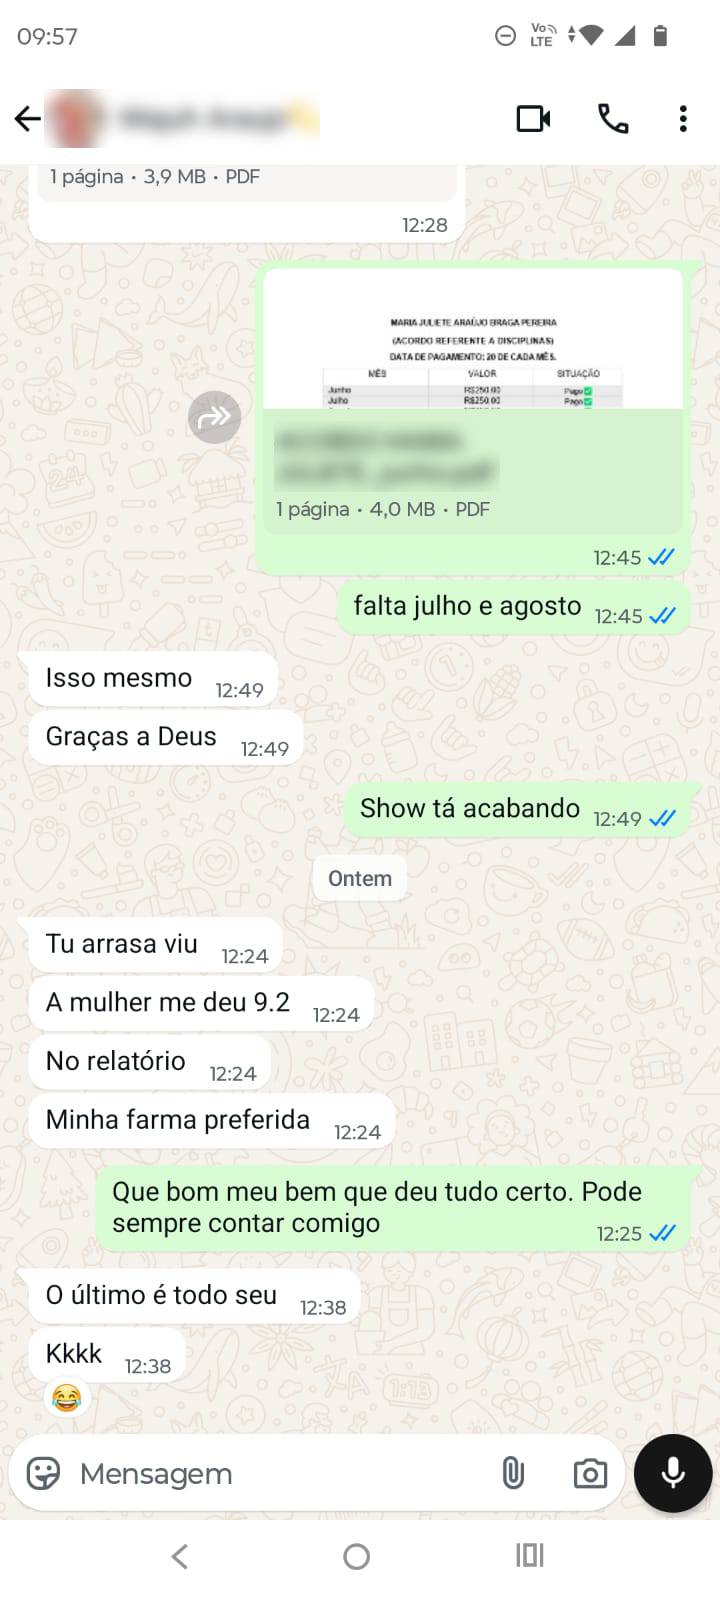 09:57
Vo
LTE
1 página • 3,9 MB • PDF
12:28
MARIA JULIETE ARAÚJO BRAGA PEREIRA
(ACORDO REFERENTE A DISCIPLINAS)
DATA DE PAGAMENTO: 20 DE CADA MÊS.
MÊS VALOR SITUAÇÃO
Junho R$250.00 Pago
Julho R$250.00 Pago
1 página • 4,0 MB • PDF
12:45
falta julho e agosto 12:45
Isso mesmo 12:49
Graças a Deus 12:49
Show tá acabando 12:49
Ontem
Tu arrasa viu 12:24
A mulher me deu 9.2 12:24
No relatório 12:24
Minha farma preferida 12:24
Que bom meu bem que deu tudo certo. Pode
sempre contar comigo 12:25
O último é todo seu 12:38
Kkkk 12:38
Mensagem